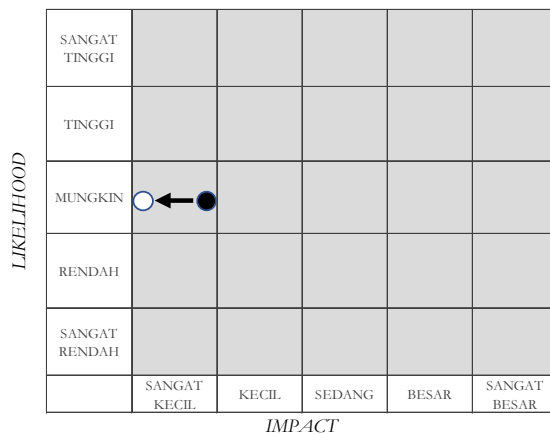 SANGAT
TINGGI
TINGGI
MUNGKIN
RENDAH
SANGAT
RENDAH
LIKELIHOOD
SANGAT
KECIL
KECIL
SEDANG
BESAR
SANGAT
BESAR
IMPACT